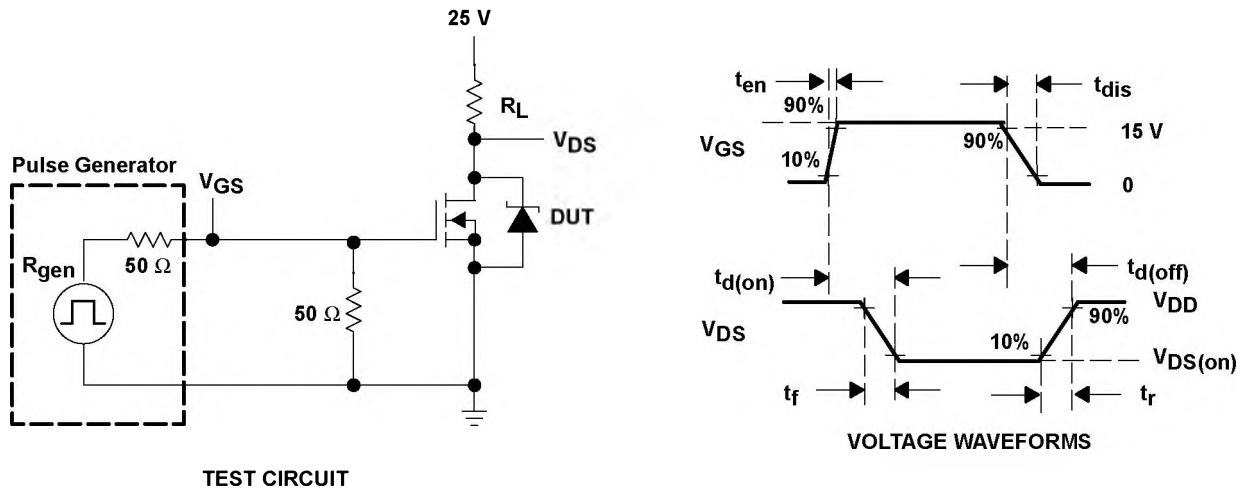 25 V
RL
VDS
Pulse Generator
VGS
DUT
50 Ω
Rgen
50 Ω
TEST CIRCUIT
ten
tdis
90%
15 V
VGS
90%
10%
0
td(on)
td(off)
VDD
VDS
90%
10%
VDS(on)
tf
tr
VOLTAGE WAVEFORMS